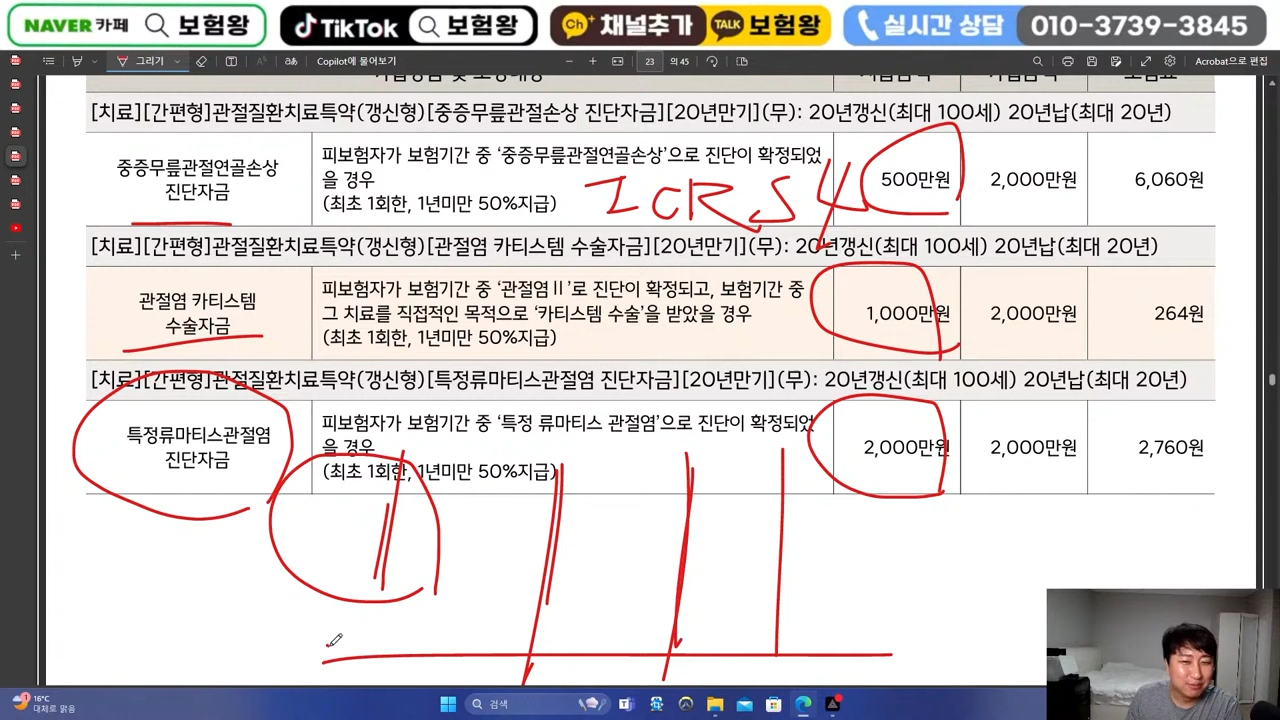 NAVER 카페 보험왕 TikTok 보험왕 Ch+ 채널추가 TALK 보험왕 실시간 상담 010-3739-3845
그리기 Copilot에 물어보기 23 의 45 Acrobat으로 편집
[치료][간편형]관절질환치료특약(갱신형)[중증무릎관절손상 진단자금][20년만기](무): 20년갱신(최대 100세) 20년납(최대 20년)
중증무릎관절연골손상
진단자금
피보험자가 보험기간 중 '중증무릎관절연골손상'으로 진단이 확정되었
을 경우
(최초 1회한, 1년미만 50%지급)
ICRS 4
500만원 2,000만원 6,060원
[치료][간편형]관절질환치료특약(갱신형)[관절염 카티스템 수술자금][20년만기](무): 20년갱신(최대 100세) 20년납(최대 20년)
관절염 카티스템
수술자금
피보험자가 보험기간 중 '관절염Ⅱ'로 진단이 확정되고, 보험기간 중
그 치료를 직접적인 목적으로 '카티스템 수술'을 받았을 경우
(최초 1회한, 1년미만 50%지급)
1,000만원 2,000만원 264원
[치료][간편형]관절질환치료특약(갱신형)[특정류마티스관절염 진단자금][20년만기](무): 20년갱신(최대 100세) 20년납(최대 20년)
특정류마티스관절염
진단자금
피보험자가 보험기간 중 '특정 류마티스 관절염'으로 진단이 확정되었
을 경우
(최초 1회한, 1년미만 50%지급)
2,000만원 2,000만원 2,760원
16°C
대체로 맑음
검색